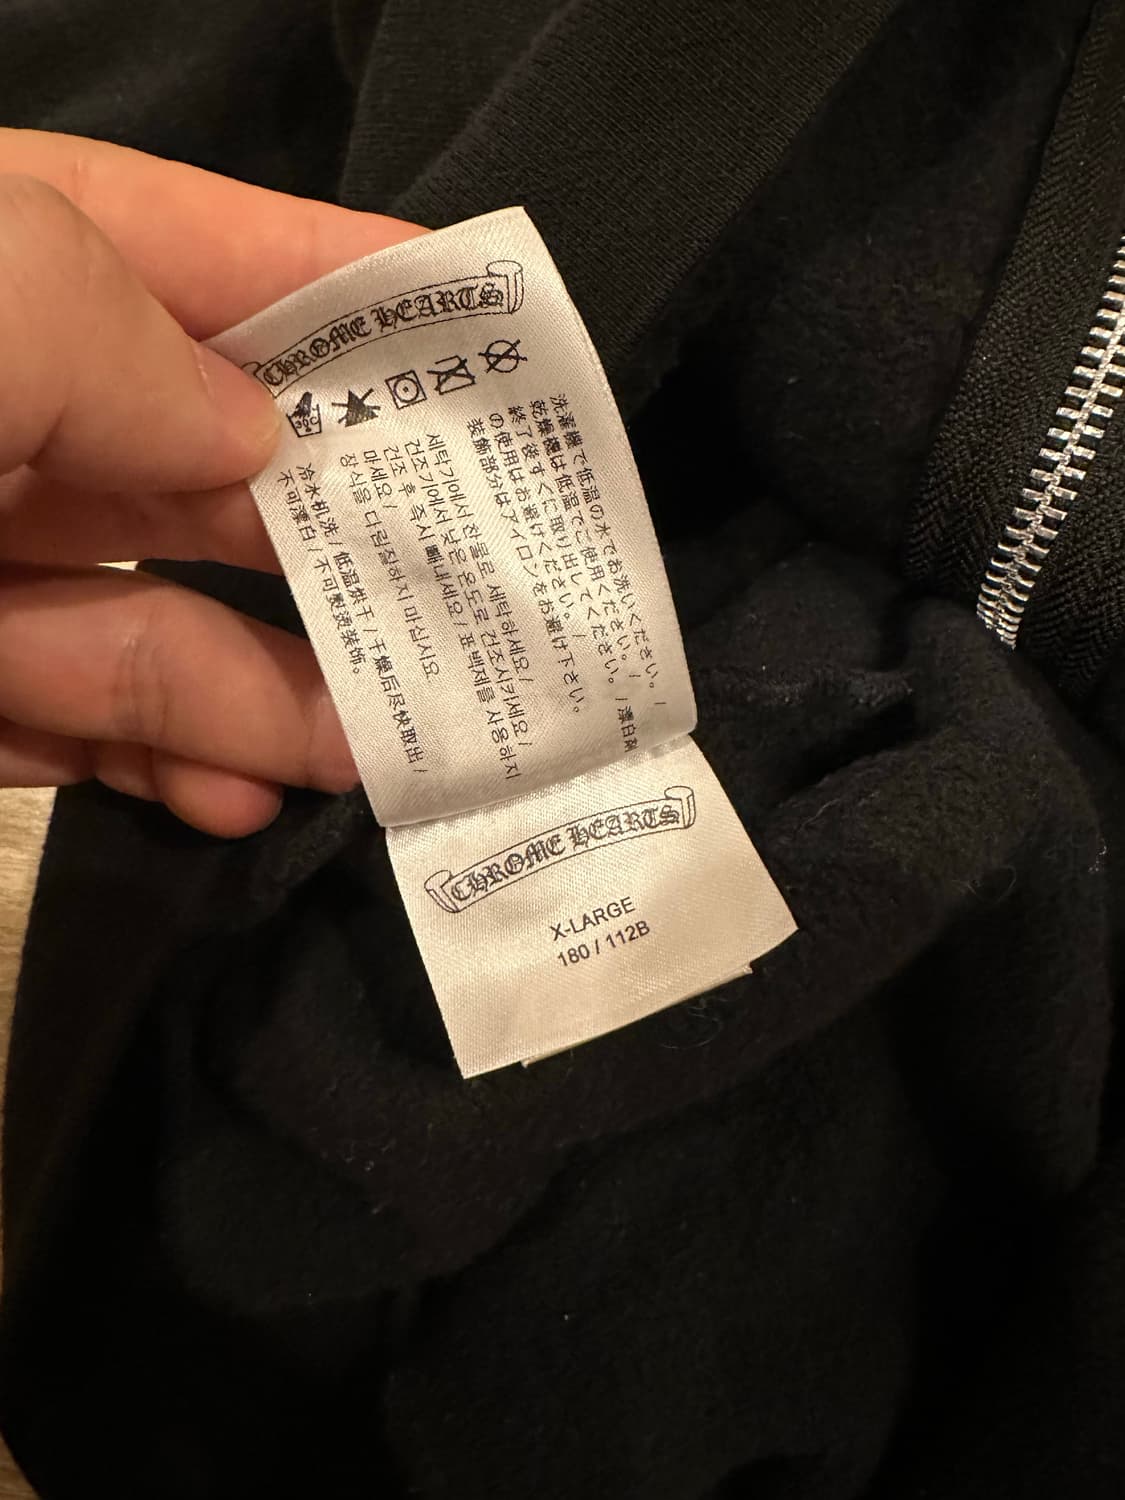 CHROME HEARTS
洗濯機で低温の水でお洗いください。 /
乾燥機は低温でご使用ください。 /
終了後すぐに取り出してください。 / 漂白剤
の使用はお避けください。 /
装飾部分はアイロンをお避け下さい。
세탁기에서 찬물로 세탁하세요 /
건조기에서 낮은 온도로 건조시키세요 /
건조 후 즉시 빼내세요 / 표백제를 사용하지
마세요 /
장식을 다림질하지 마십시오.
冷水机洗 / 低温烘干 / 干燥后尽快取出 /
不可漂白 / 不可熨烫装饰。
CHROME HEARTS
X-LARGE
180 / 112B